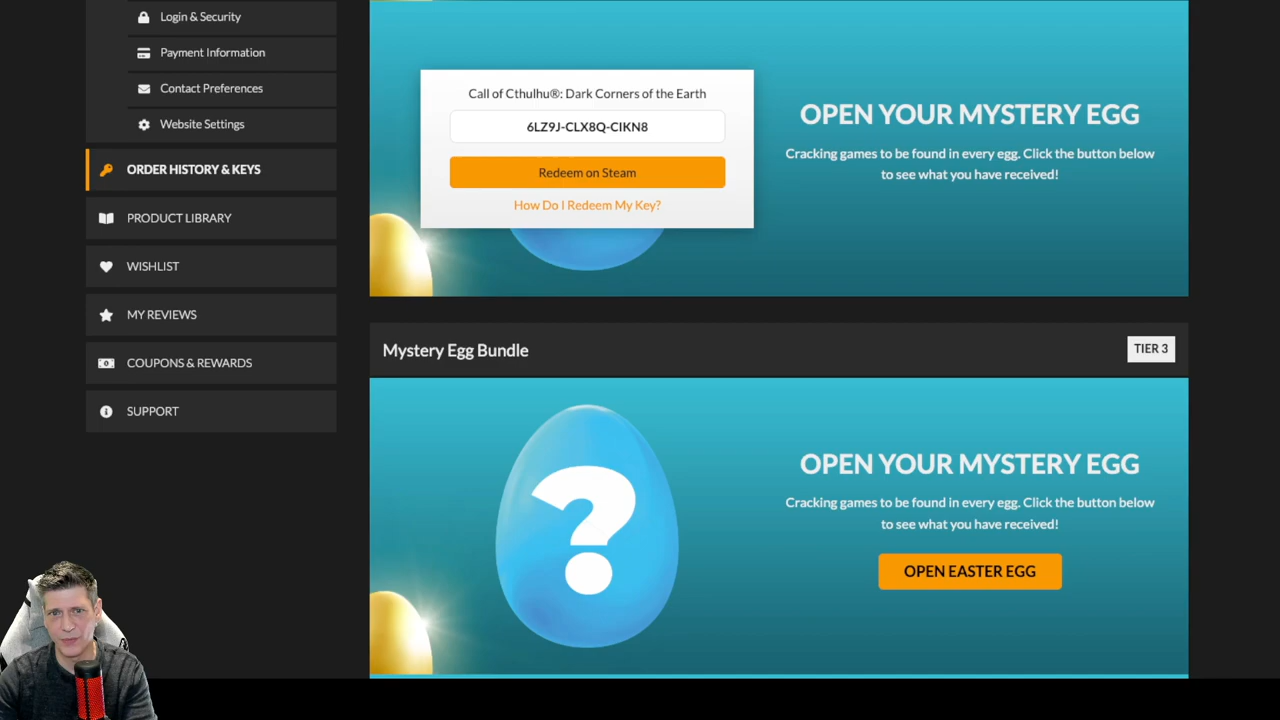 Login & Security
Payment Information
Contact Preferences
Website Settings
ORDER HISTORY & KEYS
PRODUCT LIBRARY
WISHLIST
MY REVIEWS
COUPONS & REWARDS
SUPPORT
Call of Cthulhu®: Dark Corners of the Earth
6LZ9J-CLX8Q-CIKN8
Redeem on Steam
How Do I Redeem My Key?
OPEN YOUR MYSTERY EGG
Cracking games to be found in every egg. Click the button below
to see what you have received!
Mystery Egg Bundle
TIER 3
?
OPEN YOUR MYSTERY EGG
Cracking games to be found in every egg. Click the button below
to see what you have received!
OPEN EASTER EGG